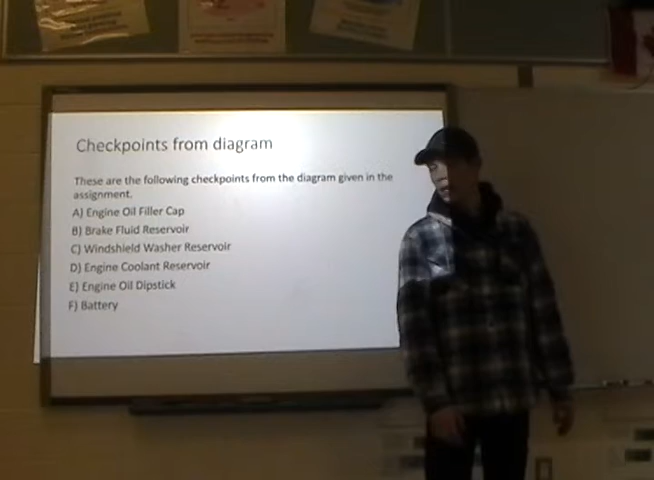 Checkpoints from diagram
These are the following checkpoints from the diagram given in the
assignment.
A) Engine Oil Filler Cap
B) Brake Fluid Reservoir
C) Windshield Washer Reservoir
D) Engine Coolant Reservoir
E) Engine Oil Dipstick
F) Battery